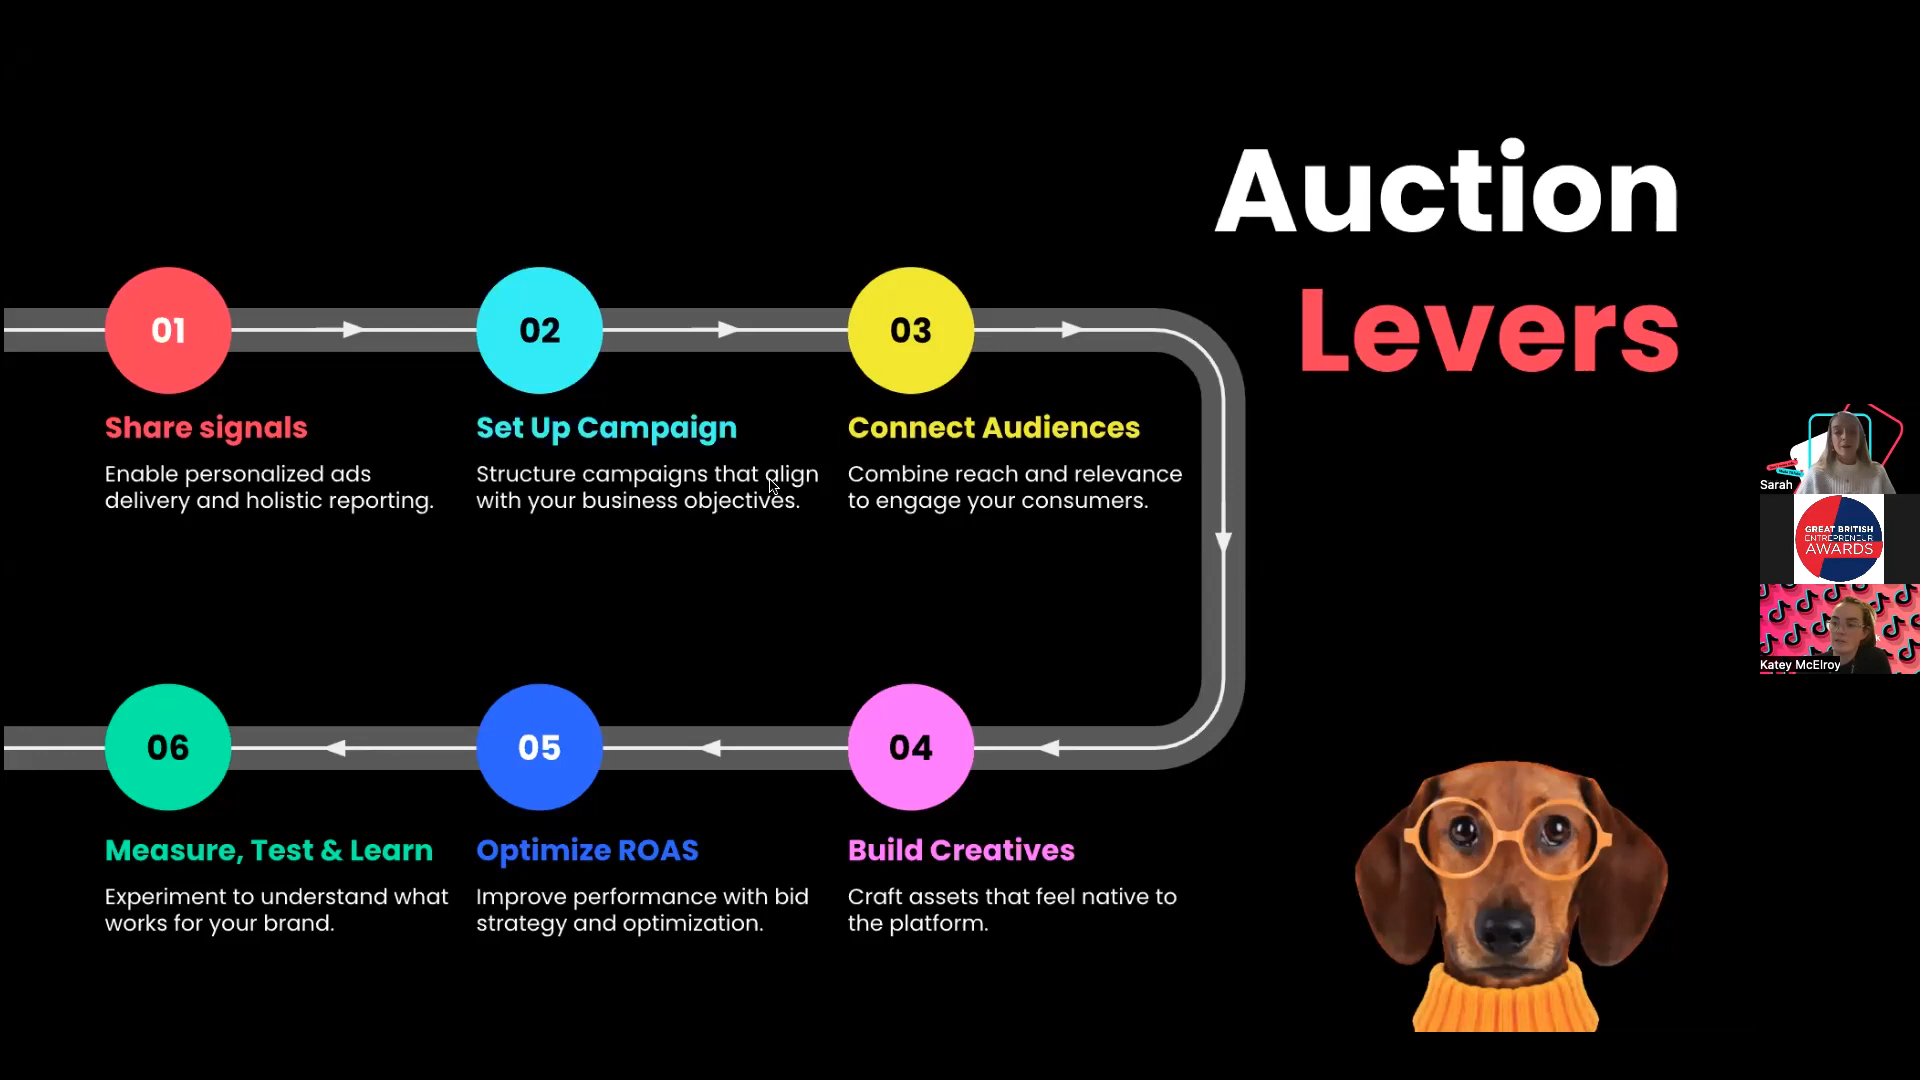 Auction
Levers
01
02
03
Share signals
Enable personalized ads
delivery and holistic reporting.
Set Up Campaign
Structure campaigns that align
with your business objectives.
Connect Audiences
Combine reach and relevance
to engage your consumers.
06
05
04
Measure, Test & Learn
Experiment to understand what
works for your brand.
Optimize ROAS
Improve performance with bid
strategy and optimization.
Build Creatives
Craft assets that feel native to
the platform.
Sarah
GREAT BRITISH
ENTREPRENEUR
AWARDS
Katey McElroy